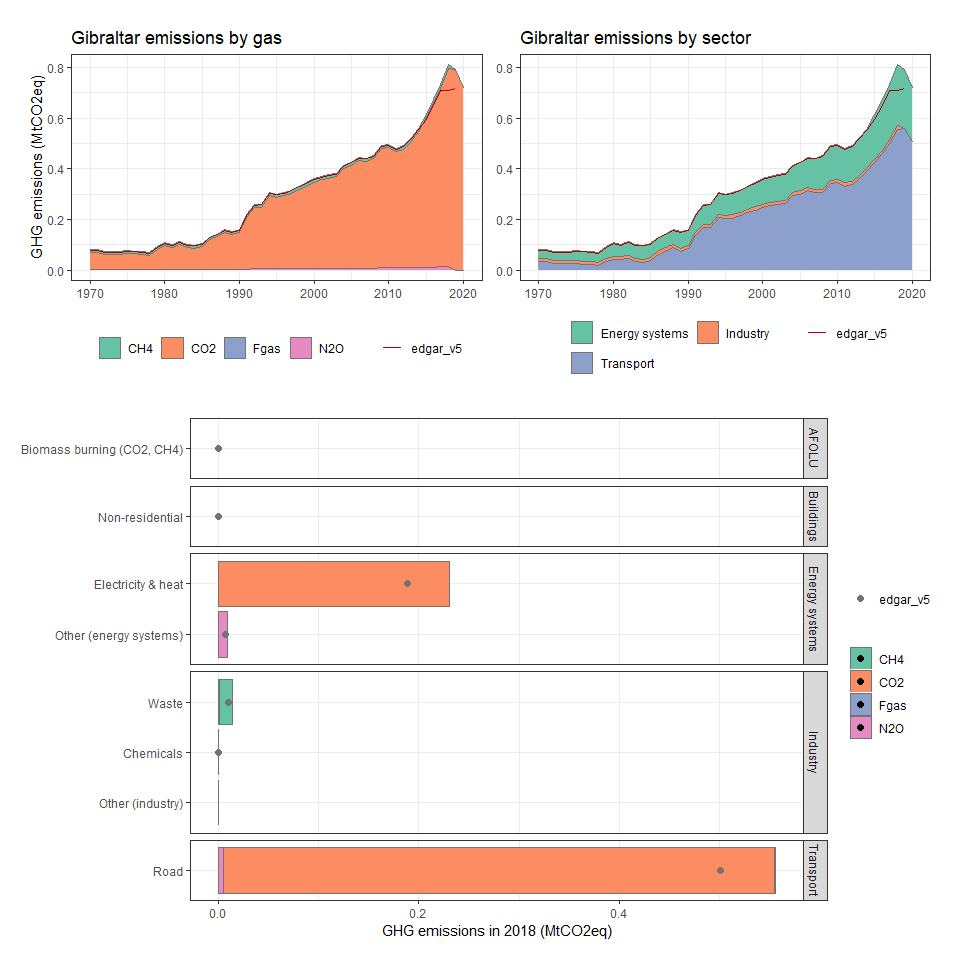 Gibraltar emissions by gas
GHG emissions (MtCO2eq)
0.8
0.6
0.4
0.2
0.0
1970 1980 1990 2000 2010 2020
CH4 CO2 Fgas N2O edgar_v5
Gibraltar emissions by sector
0.8
0.6
0.4
0.2
0.0
1970 1980 1990 2000 2010 2020
Energy systems Industry edgar_v5
Transport
Biomass burning (CO2, CH4)
AFOLU
Non-residential
Buildings
Electricity & heat
Other (energy systems)
Energy systems
Waste
Chemicals
Other (industry)
Industry
Road
Transport
0.0 0.2 0.4
GHG emissions in 2018 (MtCO2eq)
edgar_v5
CH4
CO2
Fgas
N2O